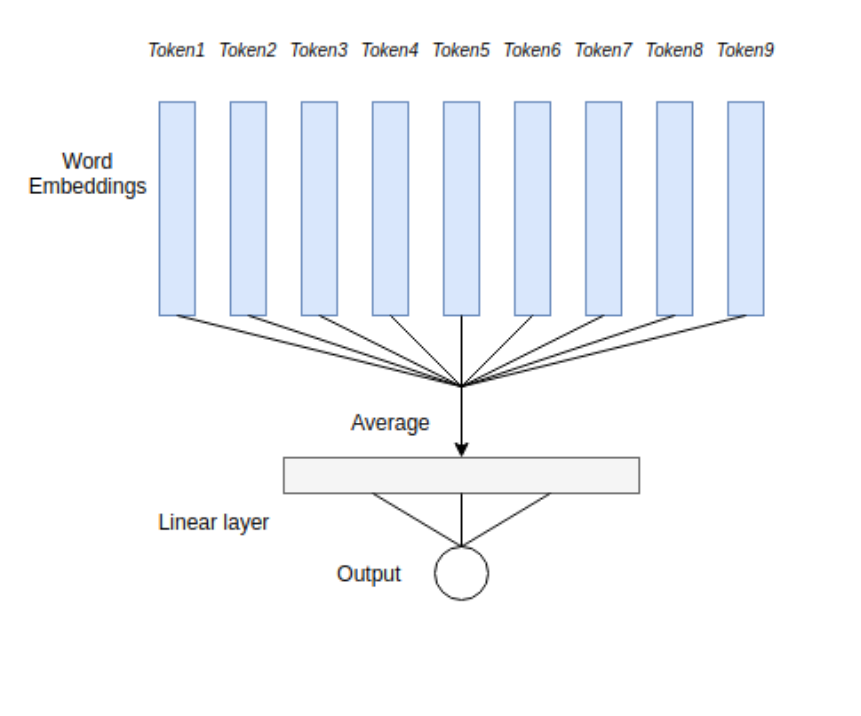 Token1 Token2 Token3 Token4 Token5 Token6 Token7 Token8 Token9
Word
Embeddings
Average
Linear layer
Output